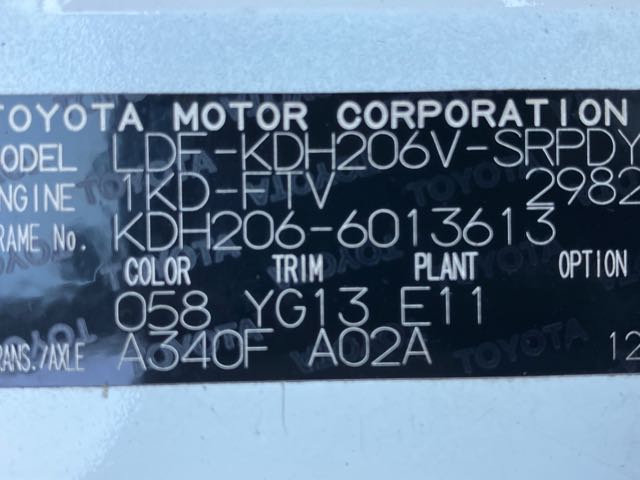 TOYOTA MOTOR CORPORATION
MODEL LDF-KDH206V-SRPDY
ENGINE 1KD-FTV 2982
FRAME No. KDH206-6013613
COLOR TRIM PLANT OPTION
058 YG13 E11
TRANS./AXLE A340F A02A 12